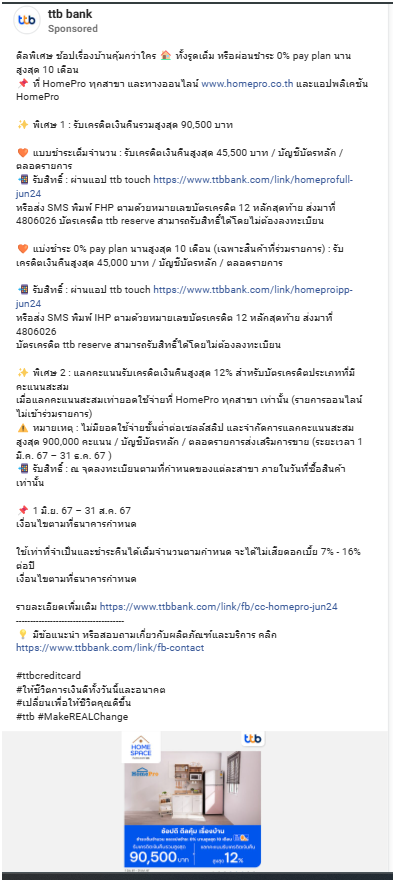 ttb bank
Sponsored
ดีลพิเศษ ช้อปเรื่องบ้านคุ้มกว่าใคร 🏠 ทั้งรูดเต็ม หรือผ่อนชำระ 0% pay plan นาน
สูงสุด 10 เดือน
📌 ที่ HomePro ทุกสาขา และทางออนไลน์ www.homepro.co.th และแอปพลิเคชัน
HomePro
✨ พิเศษ 1 : รับเครดิตเงินคืนรวมสูงสุด 90,500 บาท
🧡 แบบชำระเต็มจำนวน : รับเครดิตเงินคืนสูงสุด 45,500 บาท / บัญชีบัตรหลัก /
ตลอดรายการ
📲 รับสิทธิ์ : ผ่านแอป ttb touch https://www.ttbbank.com/link/homeprofull-
jun24
หรือส่ง SMS พิมพ์ FHP ตามด้วยหมายเลขบัตรเครดิต 12 หลักสุดท้าย ส่งมาที่
4806026 บัตรเครดิต ttb reserve สามารถรับสิทธิ์ได้โดยไม่ต้องลงทะเบียน
🧡 แบ่งชำระ 0% pay plan นานสูงสุด 10 เดือน (เฉพาะสินค้าที่ร่วมรายการ) : รับ
เครดิตเงินคืนสูงสุด 45,000 บาท / บัญชีบัตรหลัก / ตลอดรายการ
📲 รับสิทธิ์ : ผ่านแอป ttb touch https://www.ttbbank.com/link/homeproipp-
jun24
หรือส่ง SMS พิมพ์ IHP ตามด้วยหมายเลขบัตรเครดิต 12 หลักสุดท้าย ส่งมาที่
4806026
บัตรเครดิต ttb reserve สามารถรับสิทธิ์ได้โดยไม่ต้องลงทะเบียน
✨ พิเศษ 2 : แลกคะแนนรับเครดิตเงินคืนสูงสุด 12% สำหรับบัตรเครดิตประเภทที่มี
คะแนนสะสม
เมื่อแลกคะแนนสะสมเท่ายอดใช้จ่ายที่ HomePro ทุกสาขา เท่านั้น (รายการออนไลน์
ไม่เข้าร่วมรายการ)
⚠️ หมายเหตุ : ไม่มียอดใช้จ่ายขั้นต่ำต่อเซลล์สลิป และจำกัดการแลกคะแนนสะสม
สูงสุด 900,000 คะแนน / บัญชีบัตรหลัก / ตลอดรายการส่งเสริมการขาย (ระยะเวลา 1
มี.ค. 67 – 31 ธ.ค. 67 )
📲 รับสิทธิ์ : ณ จุดลงทะเบียนตามที่กำหนดของแต่ละสาขา ภายในวันที่ซื้อสินค้า
เท่านั้น
📌 1 มิ.ย. 67 – 31 ส.ค. 67
เงื่อนไขตามที่ธนาคารกำหนด
ใช้เท่าที่จำเป็นและชำระคืนได้เต็มจำนวนตามกำหนด จะได้ไม่เสียดอกเบี้ย 7% - 16%
ต่อปี
เงื่อนไขตามที่ธนาคารกำหนด
รายละเอียดเพิ่มเติม https://www.ttbbank.com/link/fb/cc-homepro-jun24
--------------------------------------
💡 มีข้อแนะนำ หรือสอบถามเกี่ยวกับผลิตภัณฑ์และบริการ คลิก
https://www.ttbbank.com/link/fb-contact
#ttbcreditcard
#ให้ชีวิตการเงินดีทั้งวันนี้และอนาคต
#เปลี่ยนเพื่อให้ชีวิตคุณดีขึ้น
#ttb #MakeREALChange
HOME
SPACE
ttb
HomePro
ช้อปดี ดีลคุ้ม เรื่องบ้าน
รับเครดิตเงินคืนรวมสูงสุด
90,500 บาท
แลกคะแนนรับเครดิตเงินคืน
สูงสุด 12%